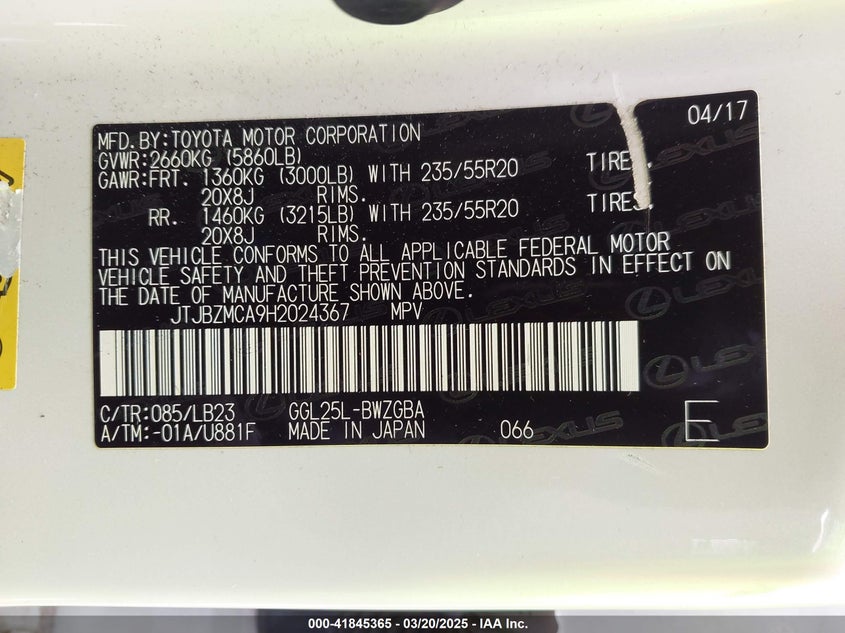 04/17
MFD.BY:TOYOTA MOTOR CORPORATION
GVWR:2660KG (5860LB)
GAWR:FRT. 1360KG (3000LB) WITH 235/55R20 TIRES,
20X8J RIMS.
RR. 1460KG (3215LB) WITH 235/55R20 TIRES,
20X8J RIMS.
THIS VEHICLE CONFORMS TO ALL APPLICABLE FEDERAL MOTOR
VEHICLE SAFETY AND THEFT PREVENTION STANDARDS IN EFFECT ON
THE DATE OF MANUFACTURE SHOWN ABOVE.
JTJBZMCA9H2024367 MPV
C/TR:085/LB23 GGL25L-BWZGBA
A/TM:-01A/U881F MADE IN JAPAN 066 E
LEXUS
000-41845365 - 03/20/2025 - IAA Inc.